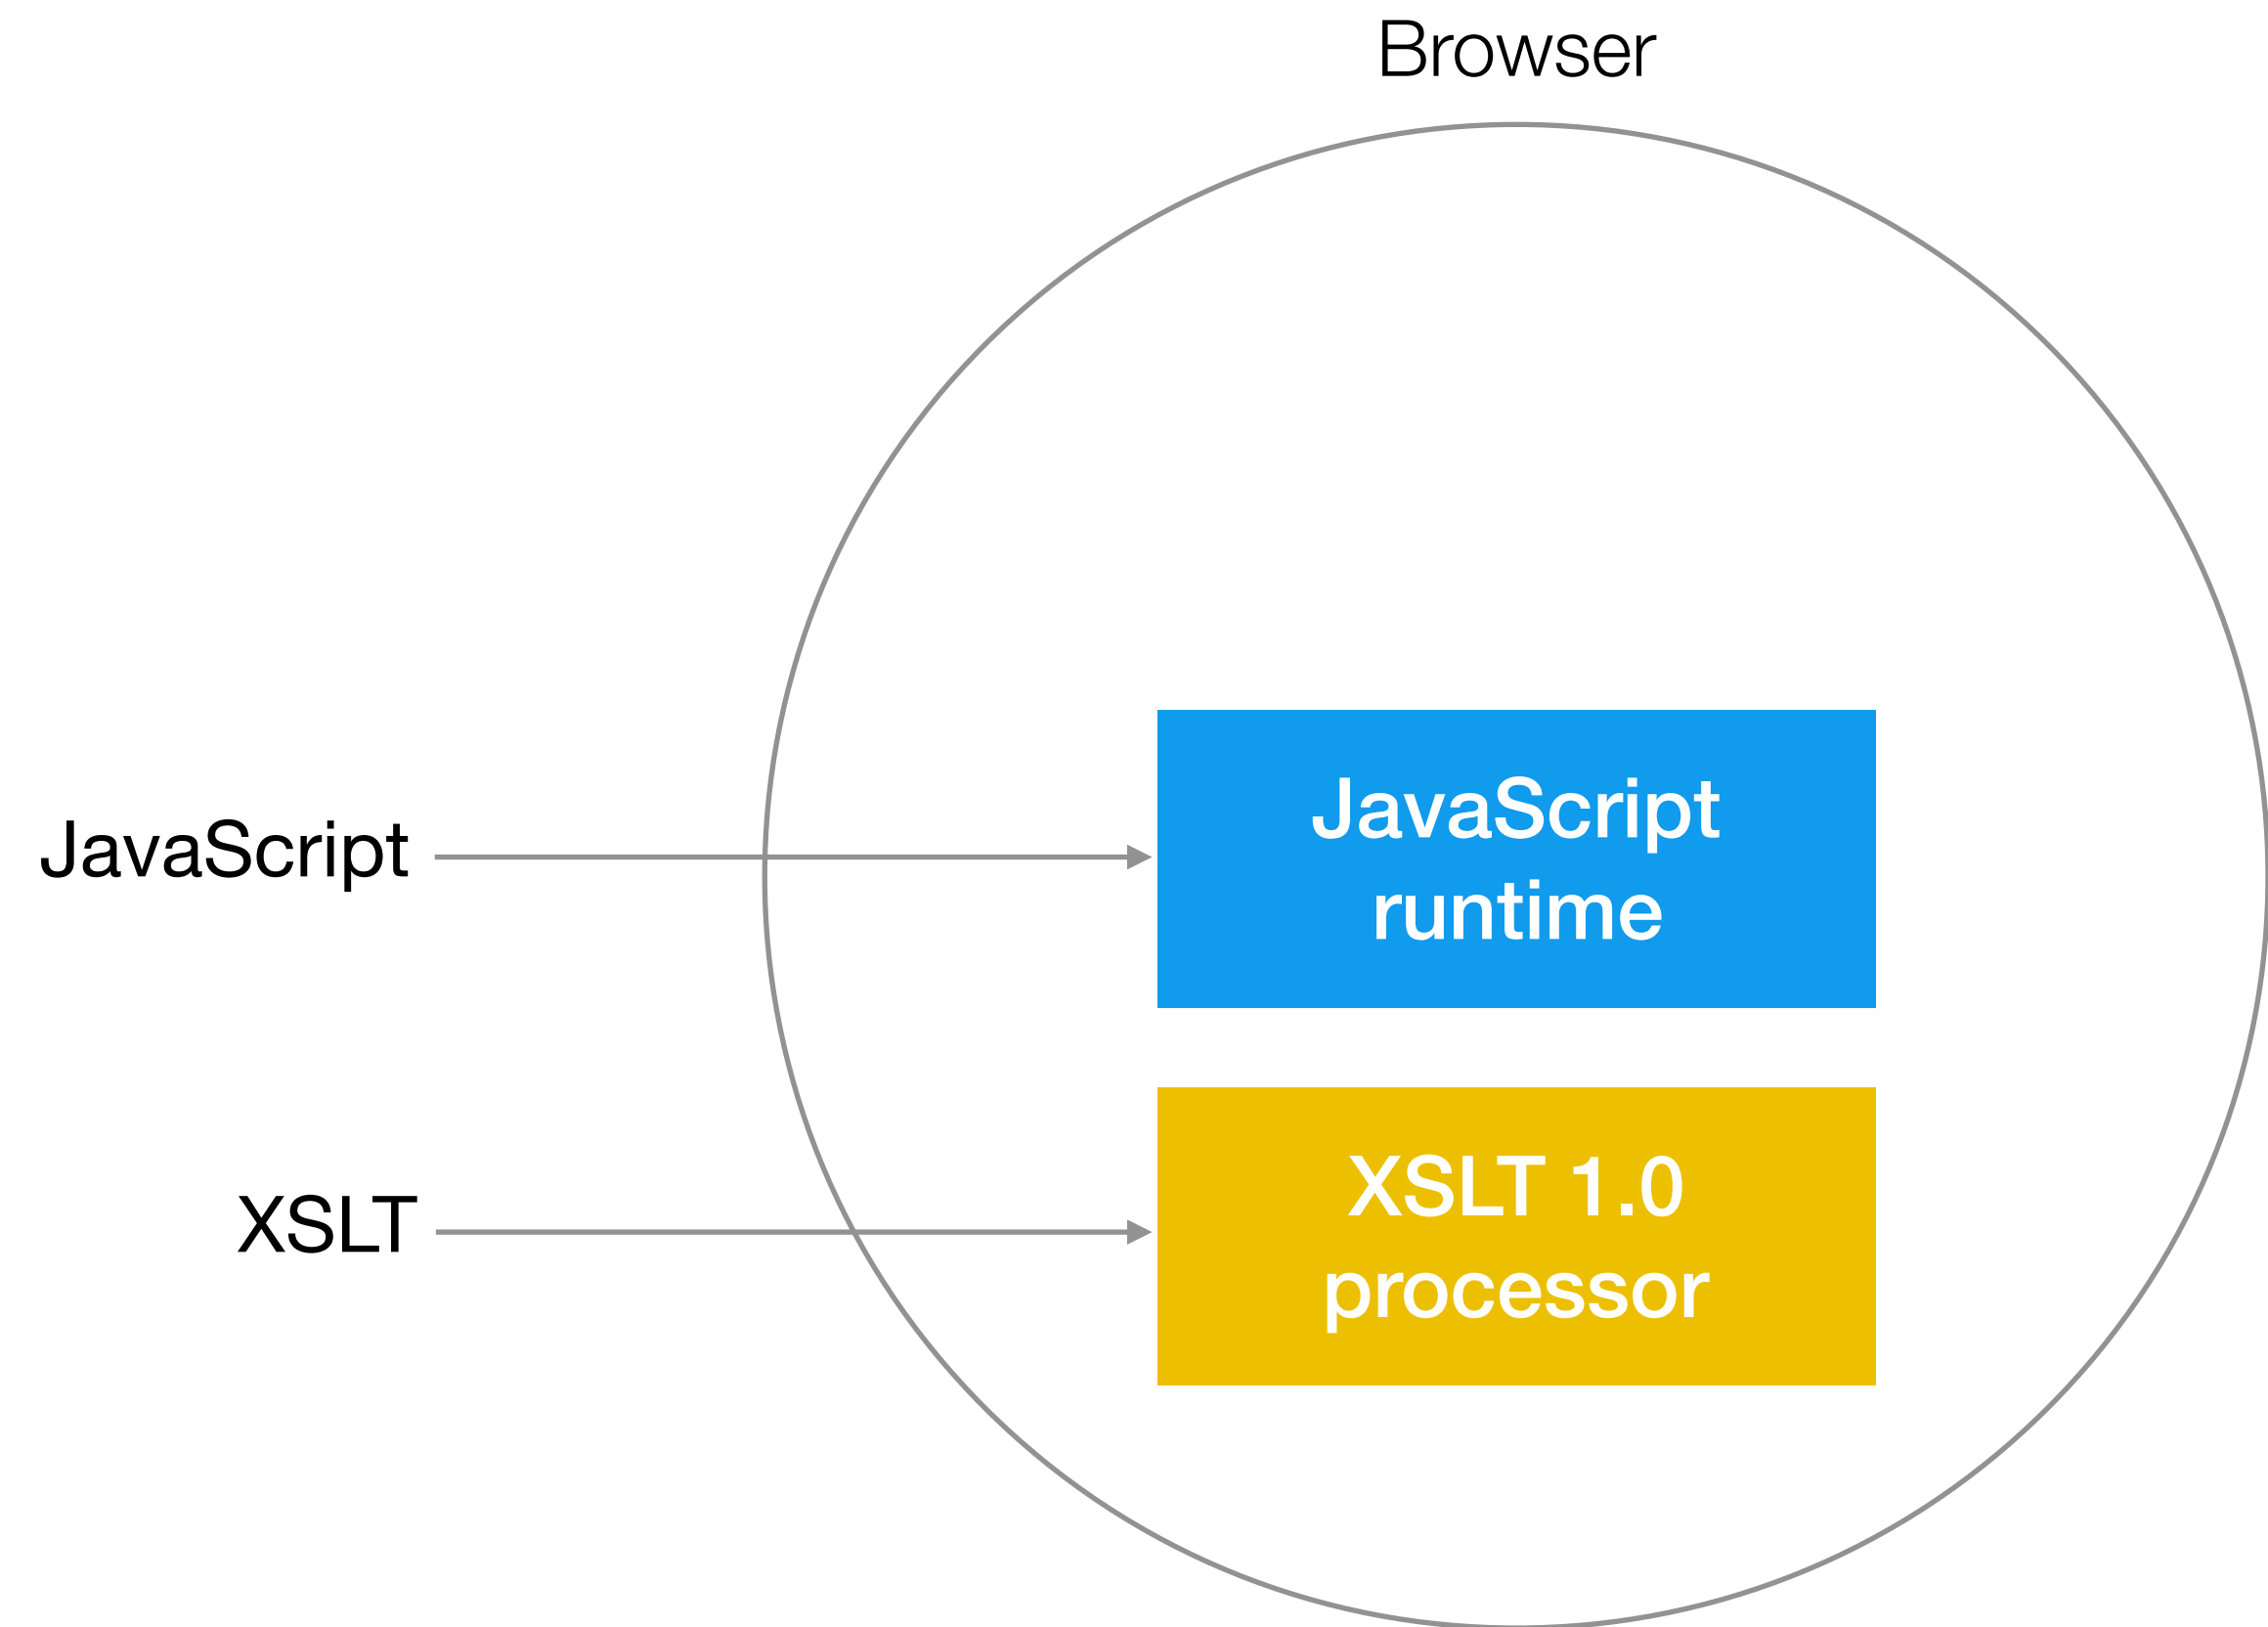 Browser
JavaScript
JavaScript
runtime
XSLT
XSLT 1.0
processor